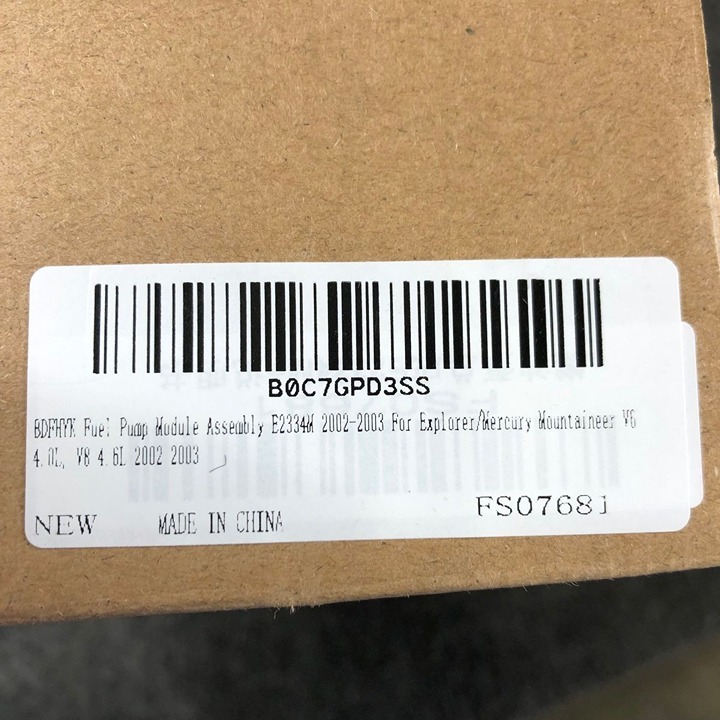 B0C7GPD3SS
BDFHYK Fuel Pump Module Assembly E2334M 2002-2003 For Explorer/Mercury Mountaineer V6
4.0L, V8 4.6L 2002 2003
FS07681
NEW MADE IN CHINA